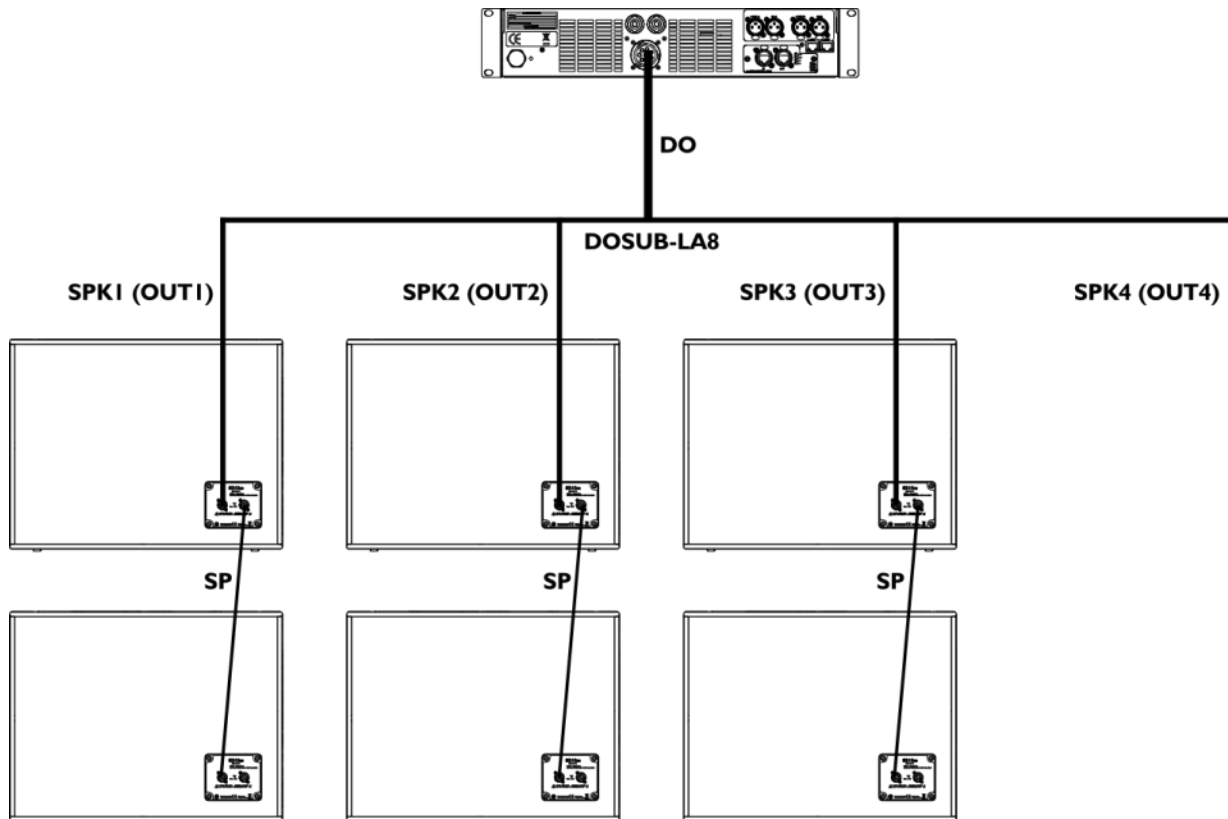 DO
DOSUB-LA8
SPK1 (OUT1)
SPK2 (OUT2)
SPK3 (OUT3)
SPK4 (OUT4)
SP
SP
SP